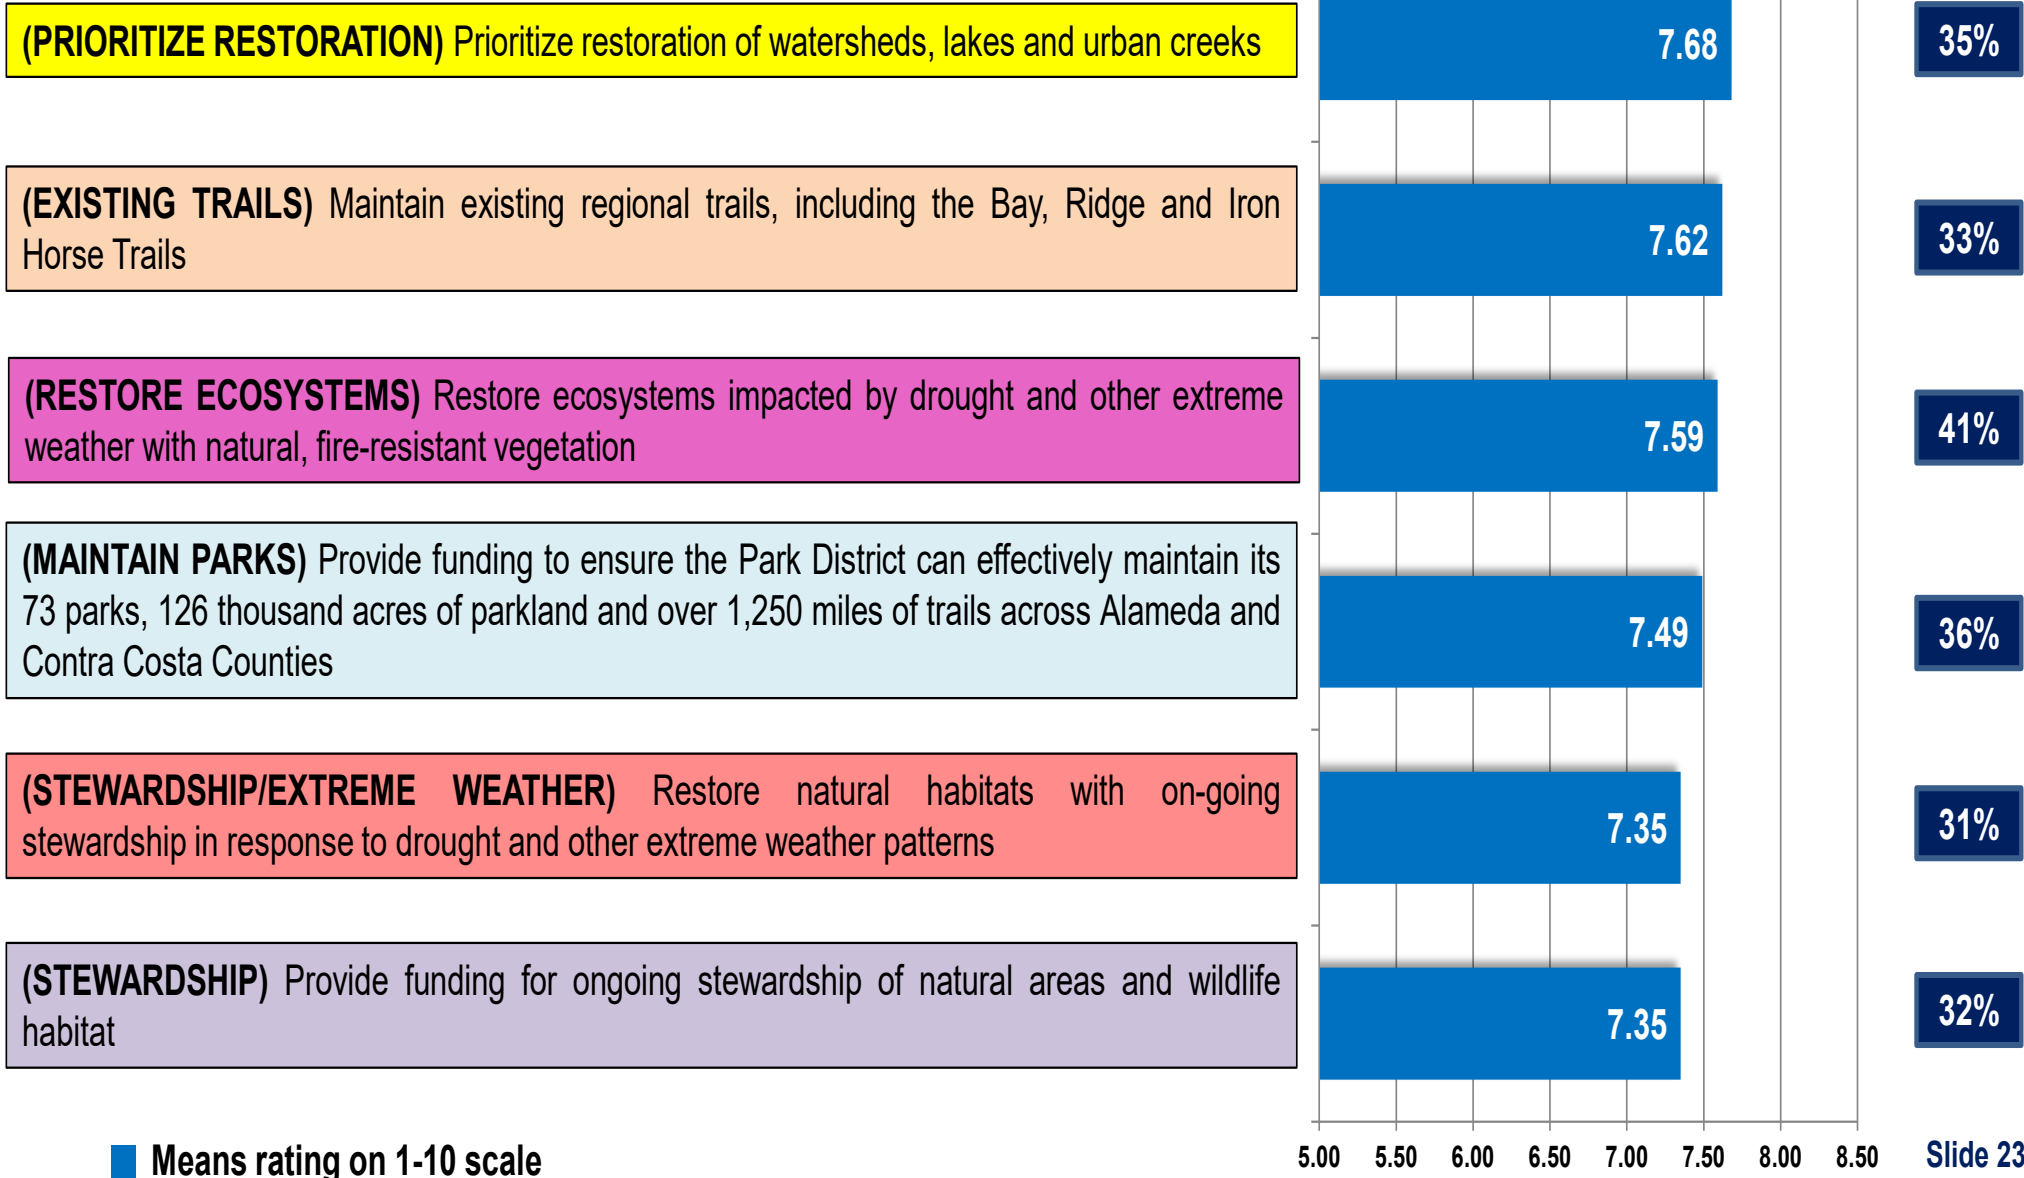 (PRIORITIZE RESTORATION) Prioritize restoration of watersheds, lakes and urban creeks
7.68
35%
(EXISTING TRAILS) Maintain existing regional trails, including the Bay, Ridge and Iron
Horse Trails
7.62
33%
(RESTORE ECOSYSTEMS) Restore ecosystems impacted by drought and other extreme
weather with natural, fire-resistant vegetation
7.59
41%
(MAINTAIN PARKS) Provide funding to ensure the Park District can effectively maintain its
73 parks, 126 thousand acres of parkland and over 1,250 miles of trails across Alameda and
Contra Costa Counties
7.49
36%
(STEWARDSHIP/EXTREME WEATHER) Restore natural habitats with on-going
stewardship in response to drought and other extreme weather patterns
7.35
31%
(STEWARDSHIP) Provide funding for ongoing stewardship of natural areas and wildlife
habitat
7.35
32%
5.00 5.50 6.00 6.50 7.00 7.50 8.00 8.50
Means rating on 1-10 scale
Slide 23